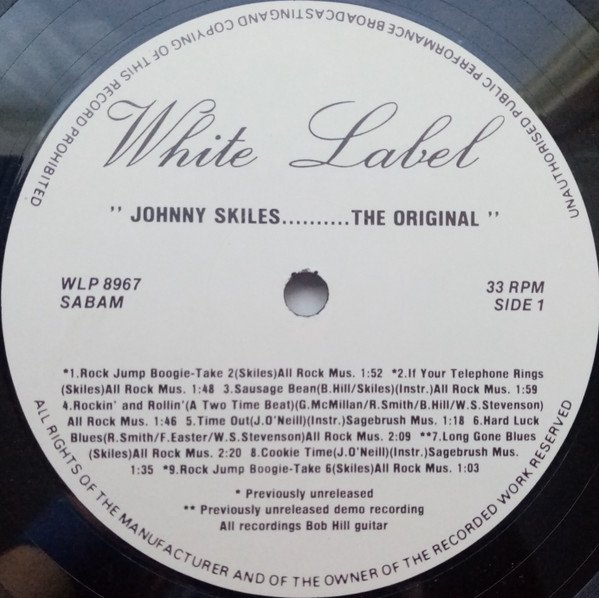 UNAUTHORISED PUBLIC PERFORMANCE BROADCASTINGAND COPYING OF THIS RECORD PROHIBITED
White Label
" JOHNNY SKILES..........THE ORIGINAL "
WLP 8967
SABAM
33 RPM
SIDE 1
*1.Rock Jump Boogie-Take 2(Skiles)All Rock Mus. 1:52 *2.If Your Telephone Rings
(Skiles)All Rock Mus. 1:48 3.Sausage Bean(B.Hill/Skiles)(Instr.)All Rock Mus. 1:59
4.Rockin' and Rollin'(A Two Time Beat)(G.McMillan/R.Smith/B.Hill/W.S.Stevenson)
All Rock Mus. 1:46 5.Time Out(J.O'Neill)(Instr.)Sagebrush Mus. 1:18 6.Hard Luck
Blues(R.Smith/F.Easter/W.S.Stevenson)All Rock Mus. 2:09 **7.Long Gone Blues
(Skiles)All Rock Mus. 2:20 8.Cookie Time(J.O'Neill)(Instr.)Sagebrush Mus.
1:35 *9.Rock Jump Boogie-Take 6(Skiles)All Rock Mus. 1:03
* Previously unreleased
** Previously unreleased demo recording
All recordings Bob Hill guitar
ALL RIGHTS OF THE MANUFACTURER AND OF THE OWNER OF THE RECORDED WORK RESERVED